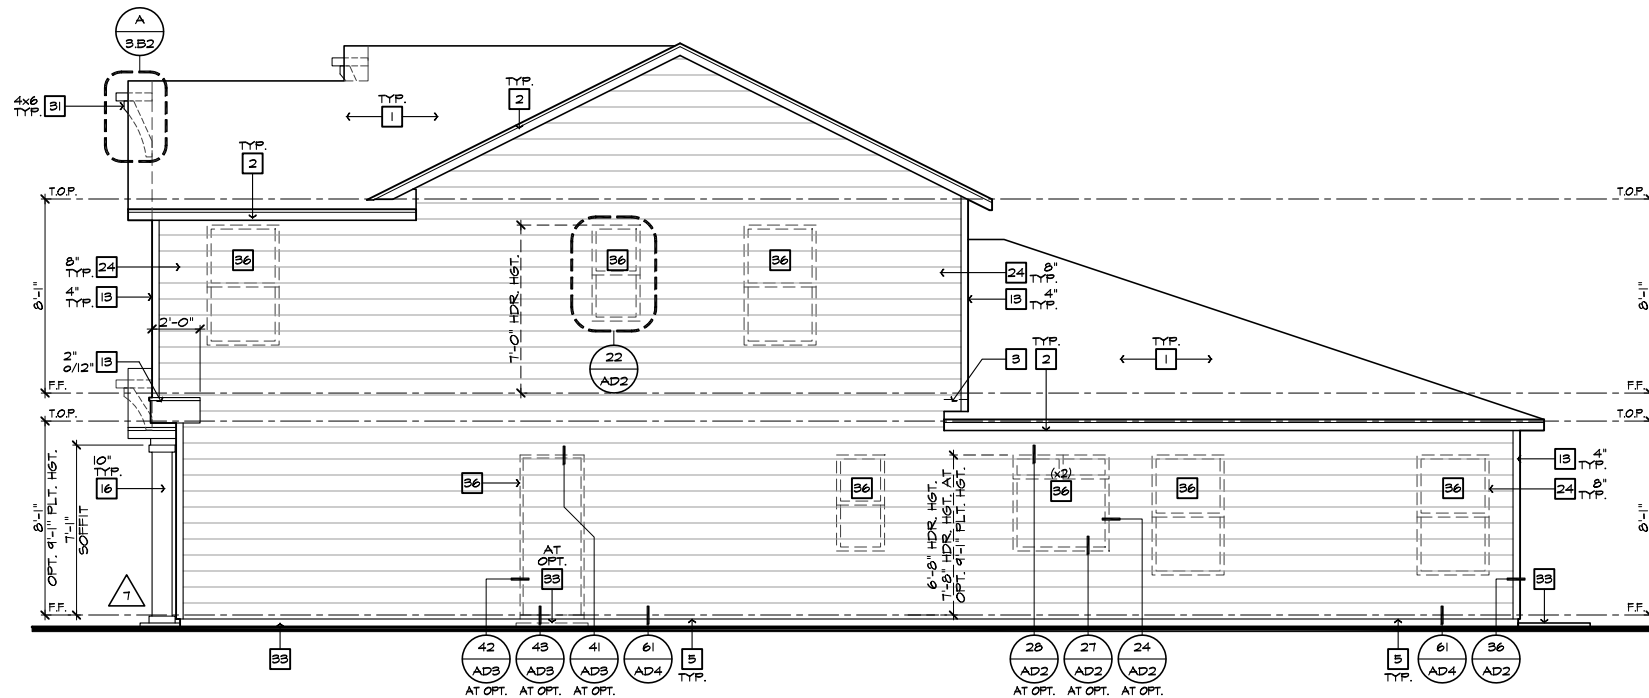 A
3.B2
4x6
TYP. 31
TYP.
1
TYP.
2
TYP.
2
T.O.P.
T.O.P.
36
36
36
8"
TYP. 24
4"
TYP. 13
8'-1"
2'-0"
7'-0" HDR. HGT.
24 8"
TYP.
13 4"
TYP.
8'-1"
2"
0/12" 13
22
AD2
3
TYP.
2
TYP.
1
F.F.
F.F.
T.O.P.
T.O.P.
10"
TYP.
16
8'-1"
OPT. 9'-1" PLT. HGT.
7'-1"
SOFFIT
36
36
6'-8" HDR. HGT.
7'-8" HDR. HGT. AT
OPT. 9'-1" PLT. HGT.
(x2)
36
36
36
13 4"
TYP.
24 8"
TYP.
8'-1"
AT
OPT.
33
7
33
F.F.
F.F.
33
42
AD3
AT OPT.
43
AD3
AT OPT.
41
AD3
AT OPT.
61
AD4
5
TYP.
28
AD2
AT OPT.
27
AD2
AT OPT.
24
AD2
AT OPT.
5
TYP.
61
AD4
36
AD2